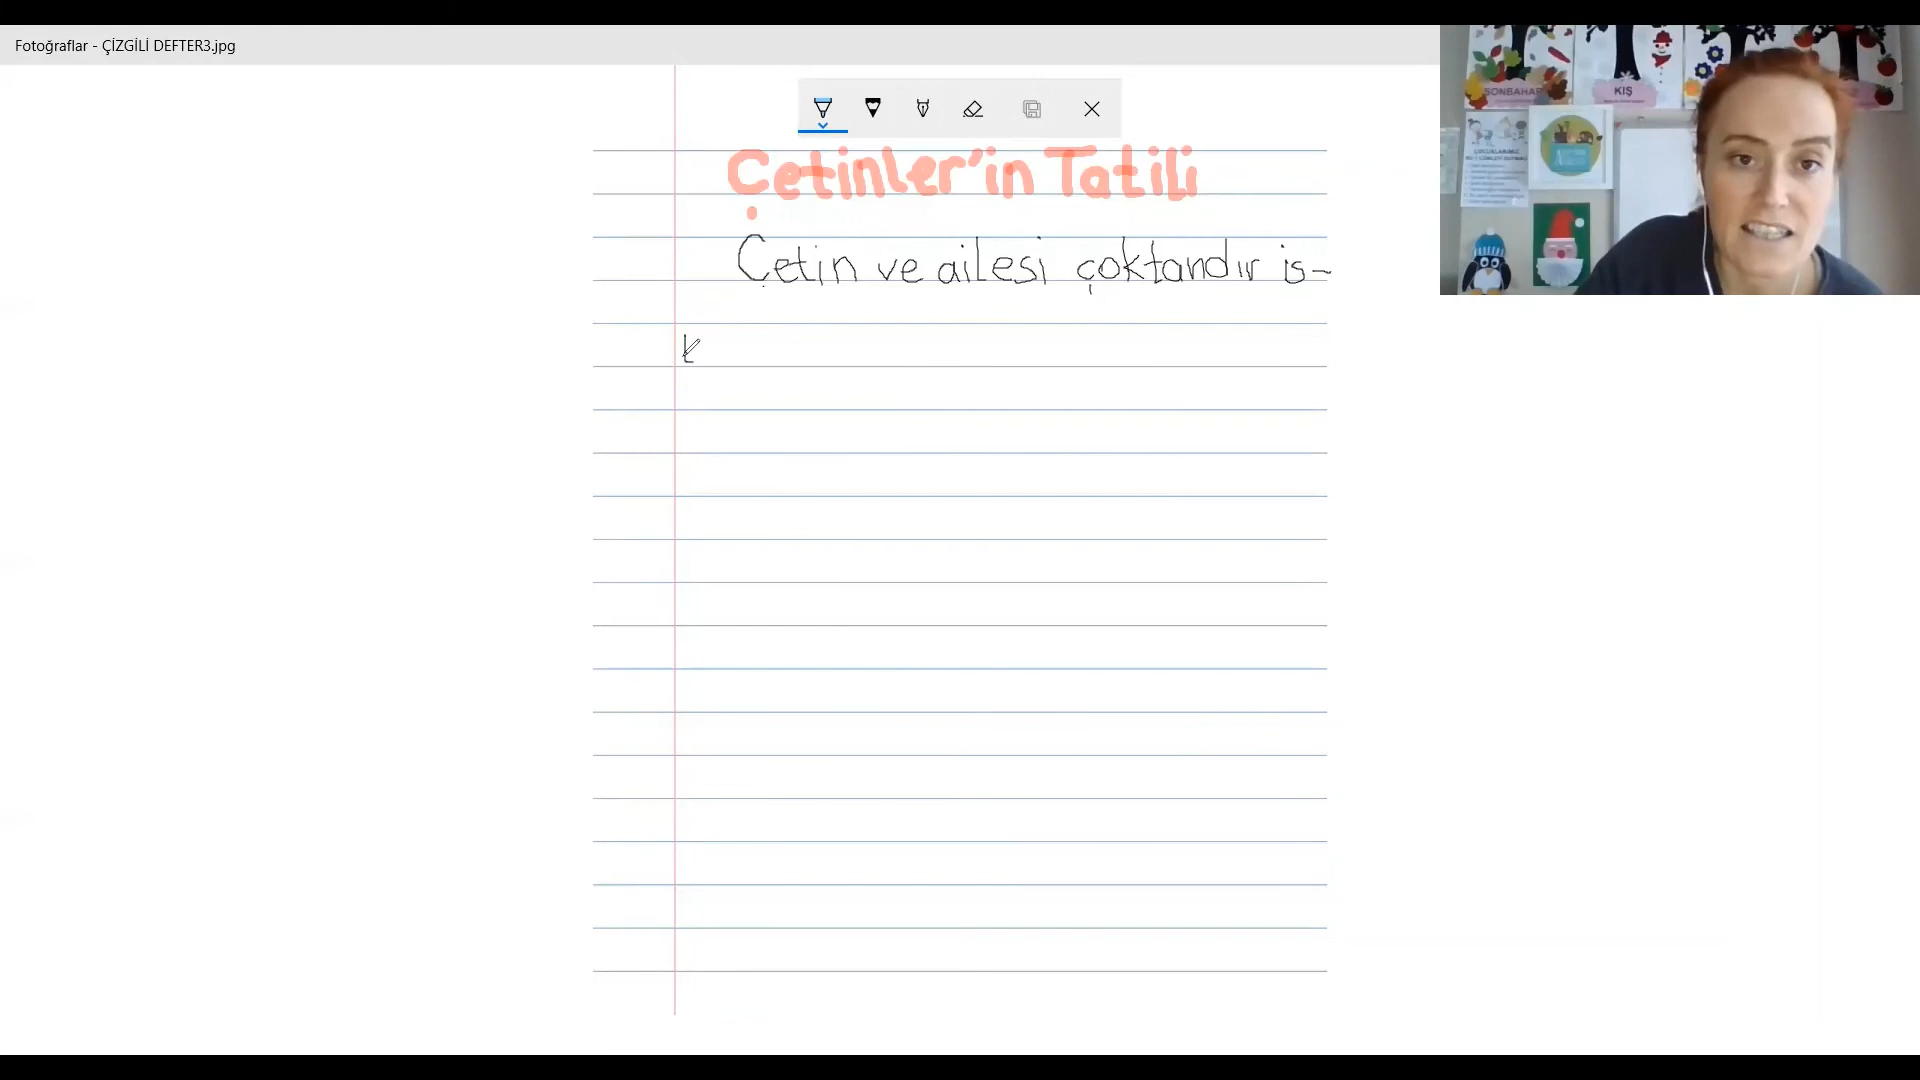 Fotoğraflar - ÇİZGİLİ DEFTER3.jpg
SONBAHAR
KIŞ
Çetinler'in Tatili
Çetin ve ailesi çoktandır is-
t